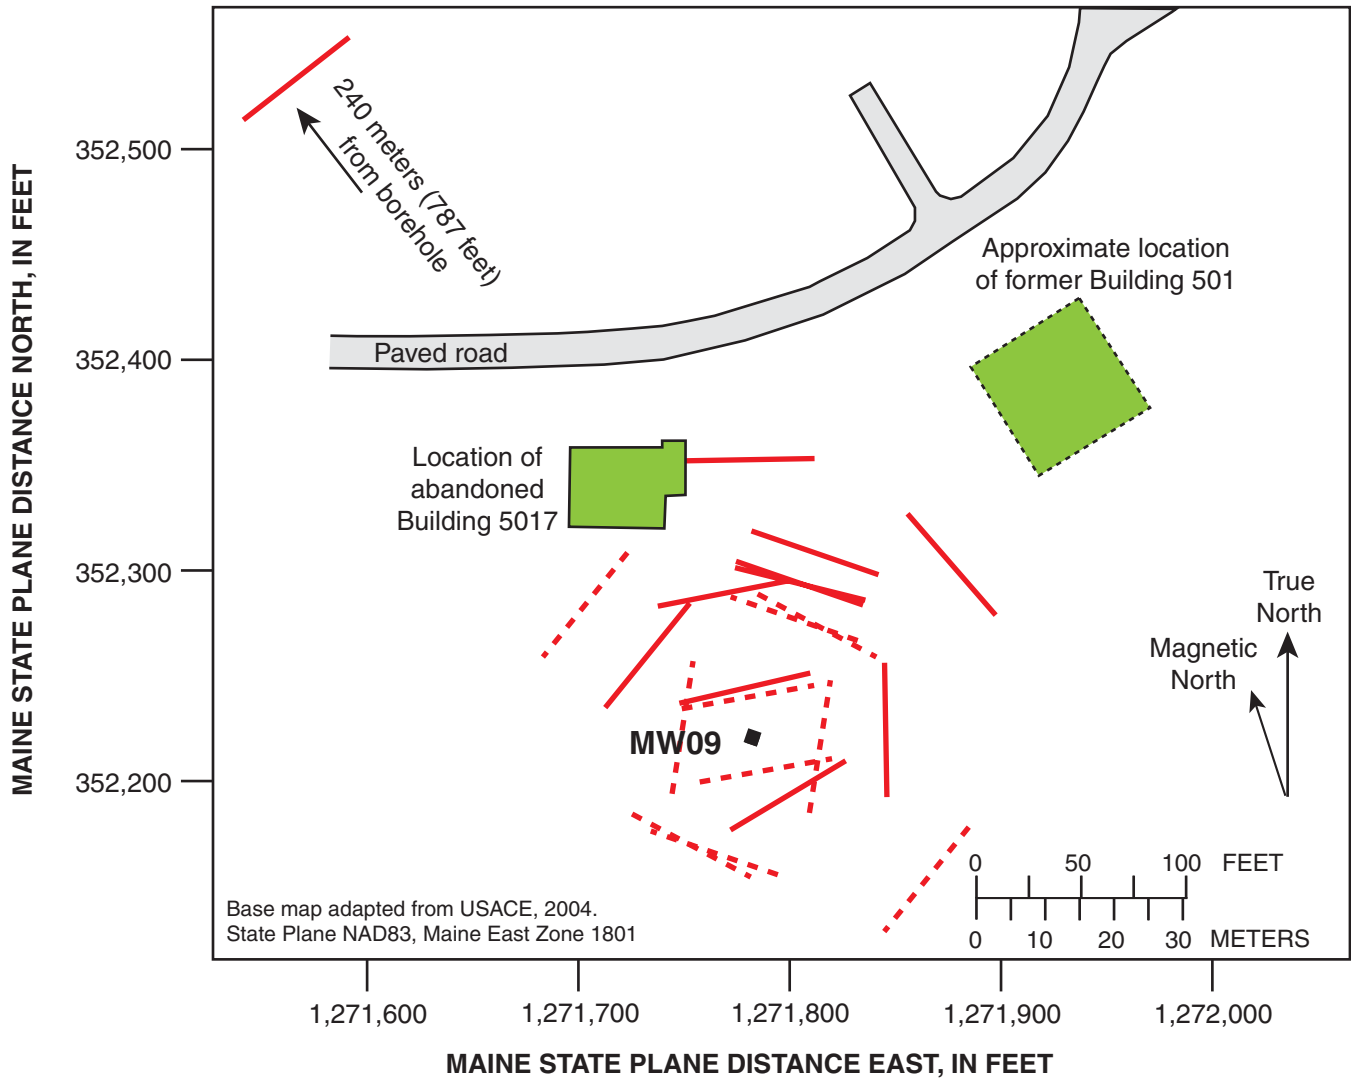 MAINE STATE PLANE DISTANCE NORTH, IN FEET
352,500
352,400
352,300
352,200
240 meters (787 feet)
from borehole
Paved road
Approximate location
of former Building 501
Location of
abandoned
Building 5017
True
North
Magnetic
North
MW09
0 50 100 FEET
0 10 20 30 METERS
Base map adapted from USACE, 2004.
State Plane NAD83, Maine East Zone 1801
1,271,600
1,271,700
1,271,800
1,271,900
1,272,000
MAINE STATE PLANE DISTANCE EAST, IN FEET